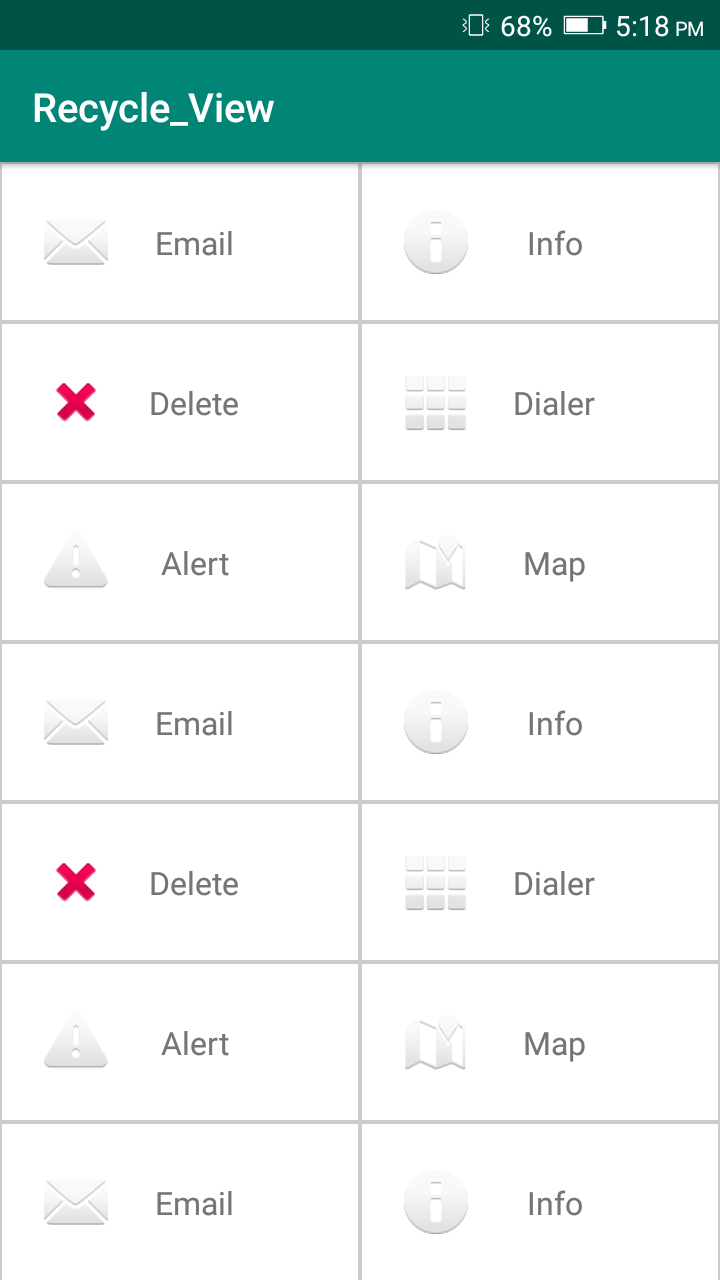 68% 5:18 PM
Recycle_View
Email Info
Delete Dialer
Alert Map
Email Info
Delete Dialer
Alert Map
Email Info